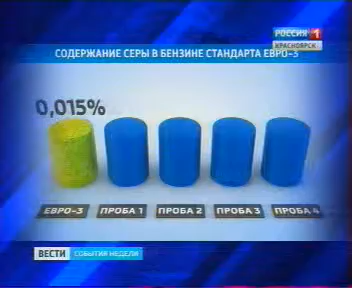 РОССИЯ 1
КРАСНОЯРСК
СОДЕРЖАНИЕ СЕРЫ В БЕНЗИНЕ СТАНДАРТА ЕВРО-3
0,015%
ЕВРО-3 ПРОБА 1 ПРОБА 2 ПРОБА 3 ПРОБА 4
ВЕСТИ СОБЫТИЯ НЕДЕЛИ